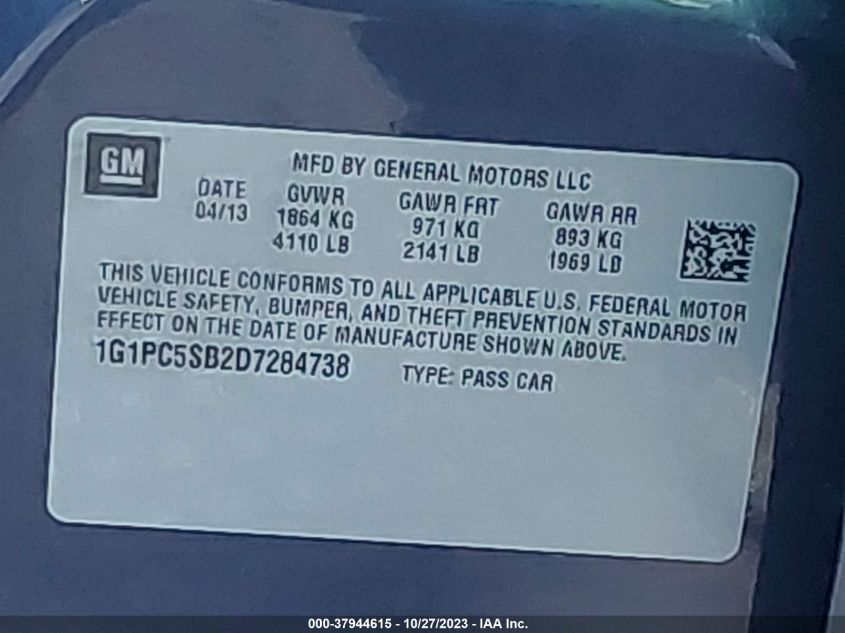 GM
MFD BY GENERAL MOTORS LLC
DATE GVWR GAWR FRT GAWR RR
04/13 1864 KG 971 KG 893 KG
4110 LB 2141 LB 1969 LB
THIS VEHICLE CONFORMS TO ALL APPLICABLE U.S. FEDERAL MOTOR
VEHICLE SAFETY, BUMPER, AND THEFT PREVENTION STANDARDS IN
EFFECT ON THE DATE OF MANUFACTURE SHOWN ABOVE.
1G1PC5SB2D7284738 TYPE: PASS CAR
000-37944615 - 10/27/2023 - IAA Inc.